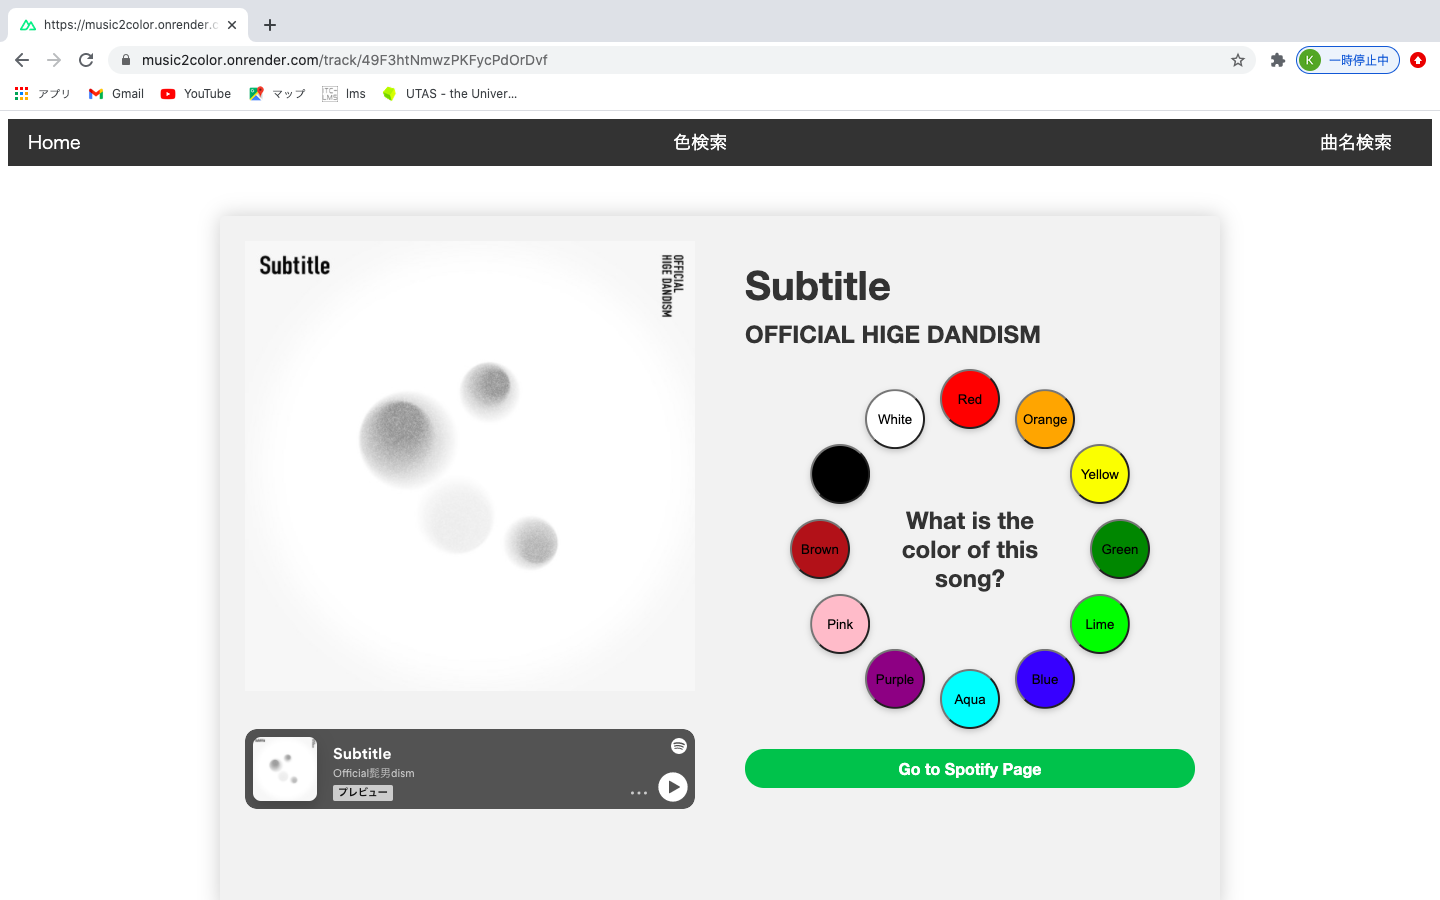 https://music2color.onrender.c
music2color.onrender.com/track/49F3htNmwzPKFycPdOrDvf
K 一時停止中
アプリ Gmail YouTube マップ ITC-LMS lms UTAS - the Univer...
Home 色検索 曲名検索
Subtitle
OFFICIAL
HIGE DANDISM
Subtitle
OFFICIAL HIGE DANDISM
Red
White
Orange
Yellow
Brown
Green
What is the
color of this
song?
Pink
Lime
Purple
Blue
Aqua
Subtitle
Official髭男dism
プレビュー
Go to Spotify Page